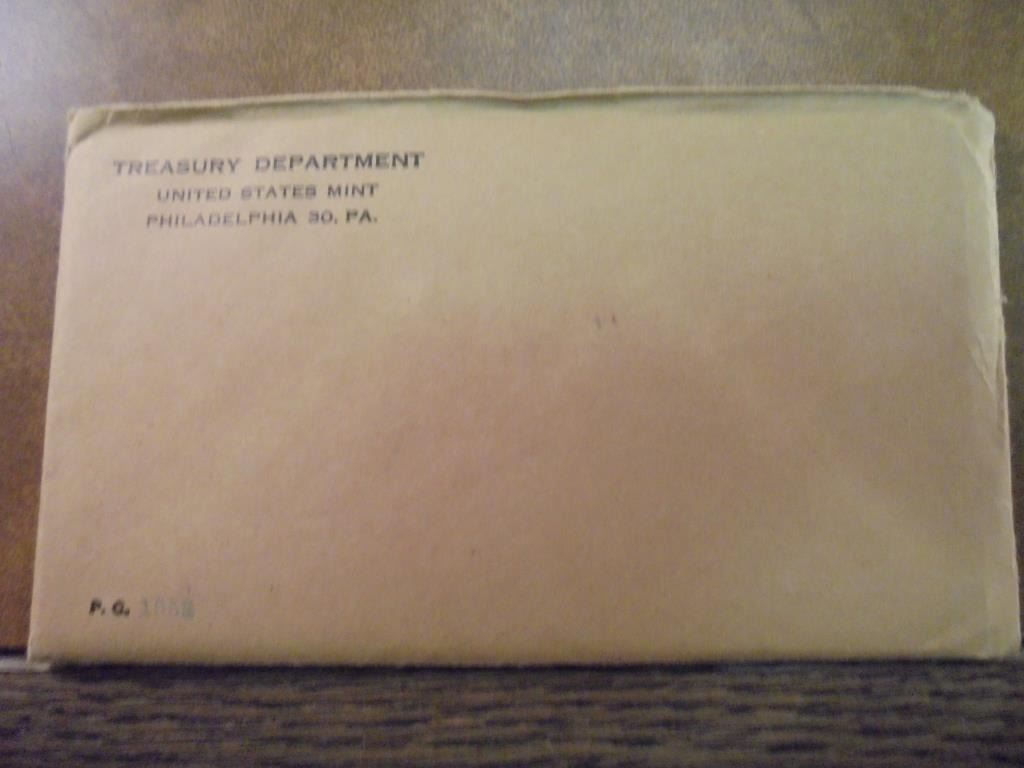 TREASURY DEPARTMENT
UNITED STATES MINT
PHILADELPHIA 30, PA.
P. C.